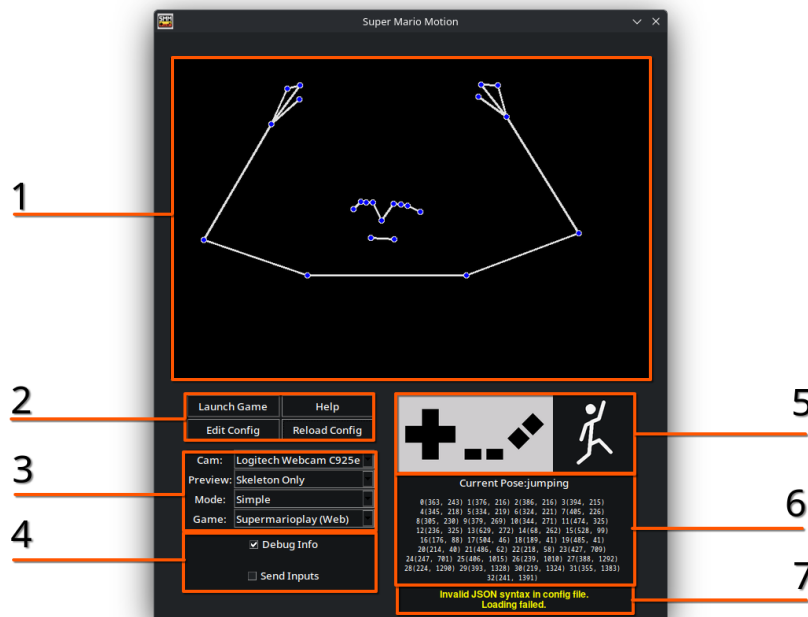 Super Mario Motion
1
2
Launch Game
Help
Edit Config
Reload Config
3
Cam: Logitech Webcam C925e
Preview: Skeleton Only
Mode: Simple
Game: Supermarioplay (Web)
4
Debug Info
Send Inputs
5
6
Current Pose:jumping
0(363, 243) 1(376, 216) 2(386, 216) 3(394, 215)
4(345, 218) 5(334, 219) 6(324, 221) 7(405, 226)
8(305, 230) 9(379, 269) 10(344, 271) 11(474, 325)
12(236, 325) 13(629, 272) 14(68, 262) 15(528, 99)
16(176, 88) 17(504, 46) 18(189, 41) 19(485, 41)
20(214, 40) 21(486, 62) 22(218, 58) 23(427, 709)
24(247, 701) 25(406, 1015) 26(239, 1010) 27(388, 1292)
28(224, 1290) 29(393, 1328) 30(219, 1324) 31(355, 1383)
32(241, 1391)
7
Invalid JSON syntax in config file.
Loading failed.